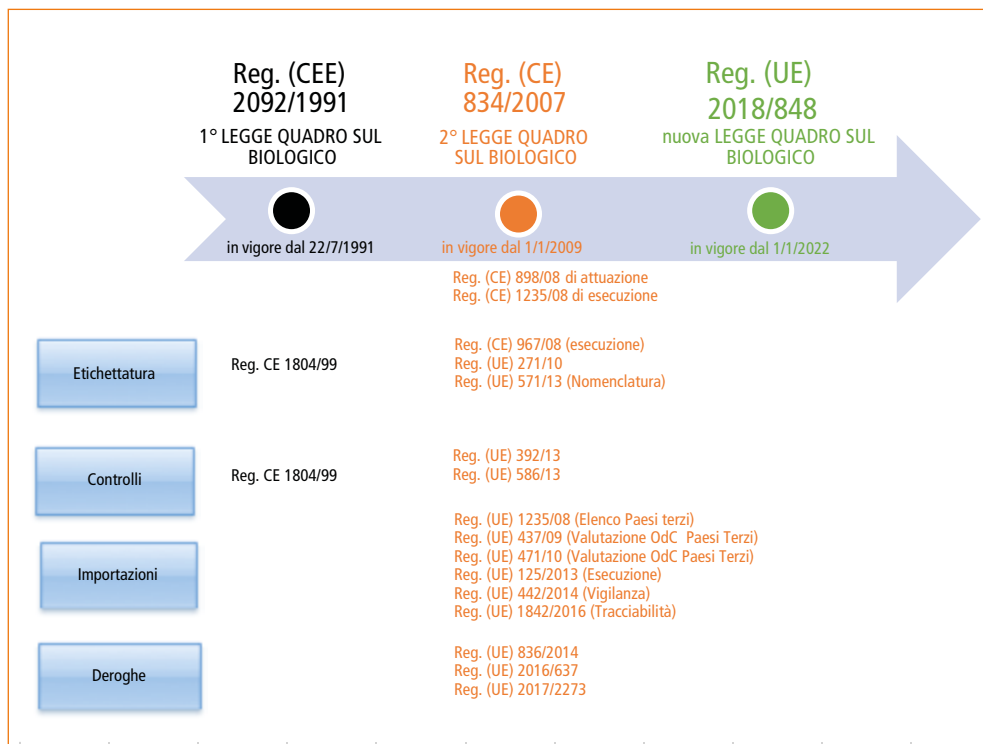 Reg. (CEE)
2092/1991
1° LEGGE QUADRO SUL
BIOLOGICO
in vigore dal 22/7/1991
Reg. (CE)
834/2007
2° LEGGE QUADRO
SUL BIOLOGICO
in vigore dal 1/1/2009
Reg. (UE)
2018/848
nuova LEGGE QUADRO SUL
BIOLOGICO
in vigore dal 1/1/2022
Reg. (CE) 898/08 di attuazione
Reg. (CE) 1235/08 di esecuzione
Etichettatura
Reg. CE 1804/99
Reg. (CE) 967/08 (esecuzione)
Reg. (UE) 271/10
Reg. (UE) 571/13 (Nomenclatura)
Controlli
Reg. CE 1804/99
Reg. (UE) 392/13
Reg. (UE) 586/13
Importazioni
Reg. (UE) 1235/08 (Elenco Paesi terzi)
Reg. (UE) 437/09 (Valutazione OdC Paesi Terzi)
Reg. (UE) 471/10 (Valutazione OdC Paesi Terzi)
Reg. (UE) 125/2013 (Esecuzione)
Reg. (UE) 442/2014 (Vigilanza)
Reg. (UE) 1842/2016 (Tracciabilità)
Deroghe
Reg. (UE) 836/2014
Reg. (UE) 2016/637
Reg. (UE) 2017/2273